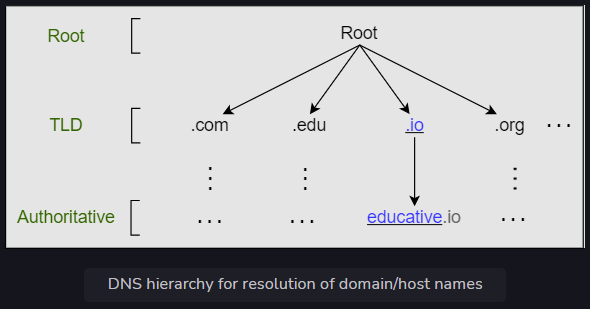 Root Root
TLD .com .edu .io .org ...
Authoritative ... ... educative.io ...
DNS hierarchy for resolution of domain/host names